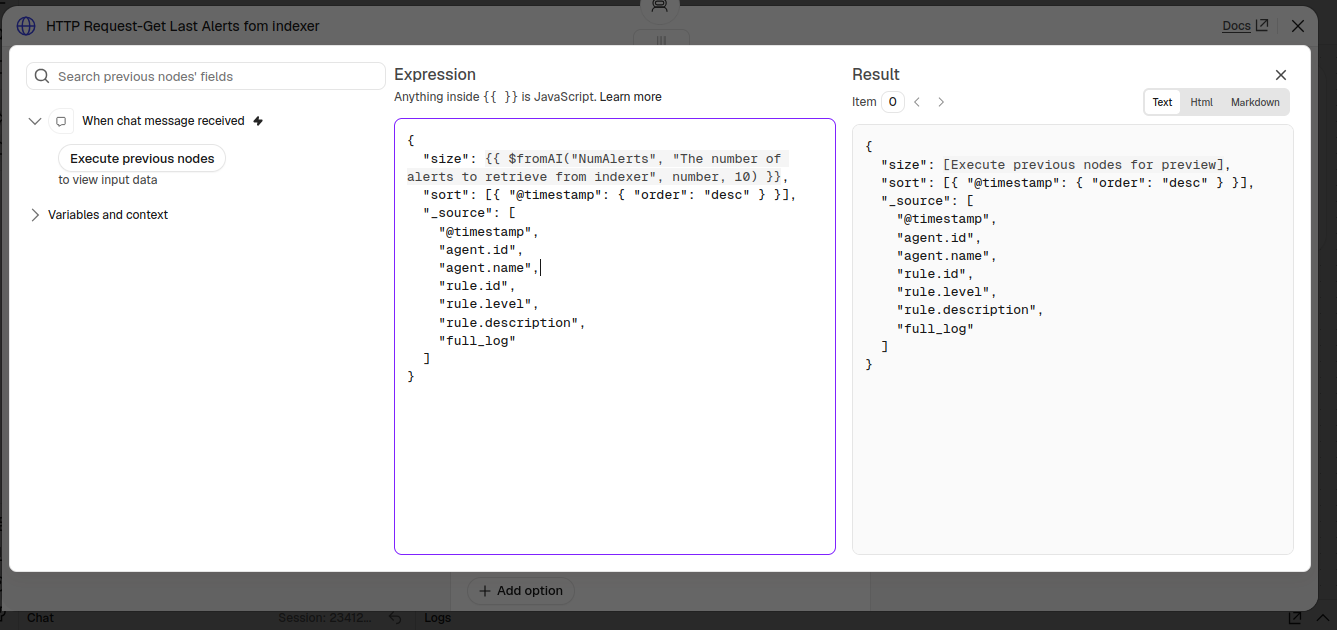 HTTP Request-Get Last Alerts fom indexer
Docs
Search previous nodes' fields
When chat message received
Execute previous nodes
to view input data
Variables and context
Expression
Anything inside {{ }} is JavaScript. Learn more
{
"size": {{ $fromAI("NumAlerts", "The number of
alerts to retrieve from indexer", number, 10) }},
"sort": [{ "@timestamp": { "order": "desc" } }],
"_source": [
"@timestamp",
"agent.id",
"agent.name",
"rule.id",
"rule.level",
"rule.description",
"full_log"
]
}
Result
Item 0
Text Html Markdown
{
"size": [Execute previous nodes for preview],
"sort": [{ "@timestamp": { "order": "desc" } }],
"_source": [
"@timestamp",
"agent.id",
"agent.name",
"rule.id",
"rule.level",
"rule.description",
"full_log"
]
}
Add option
Chat
Session: 23412...
Logs